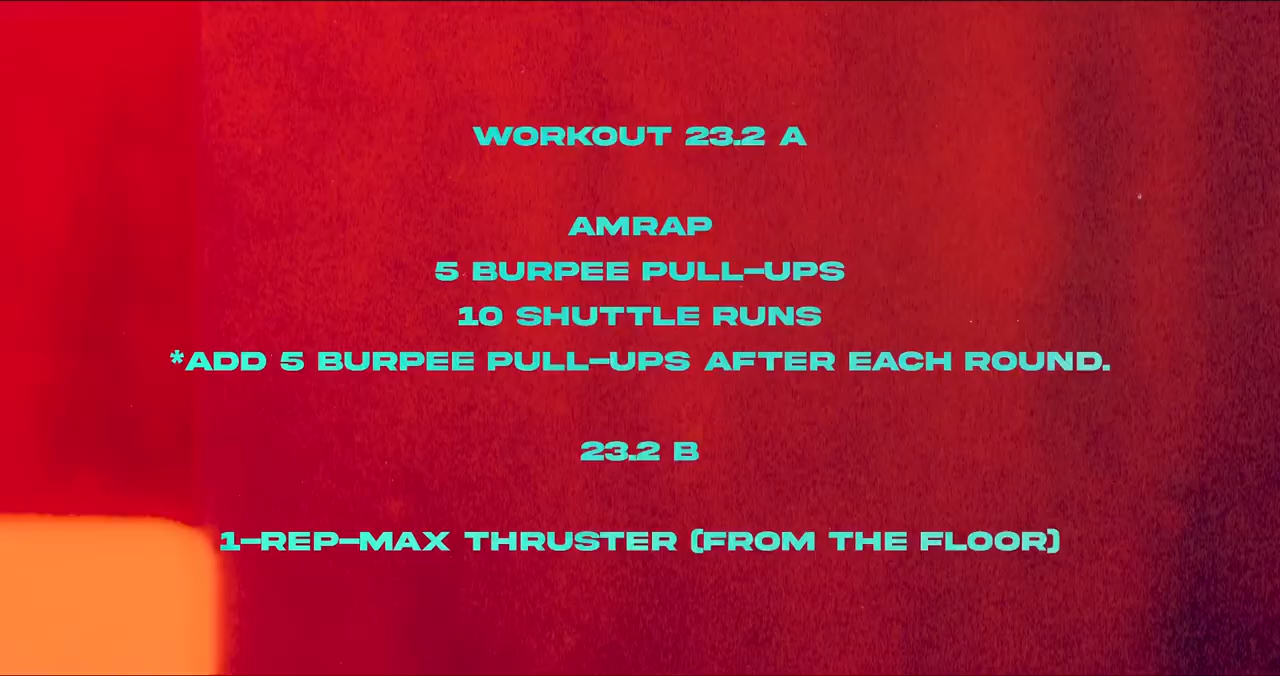 WORKOUT 23.2 A
AMRAP
5 BURPEE PULL-UPS
10 SHUTTLE RUNS
*ADD 5 BURPEE PULL-UPS AFTER EACH ROUND.
23.2 B
1-REP-MAX THRUSTER (FROM THE FLOOR)